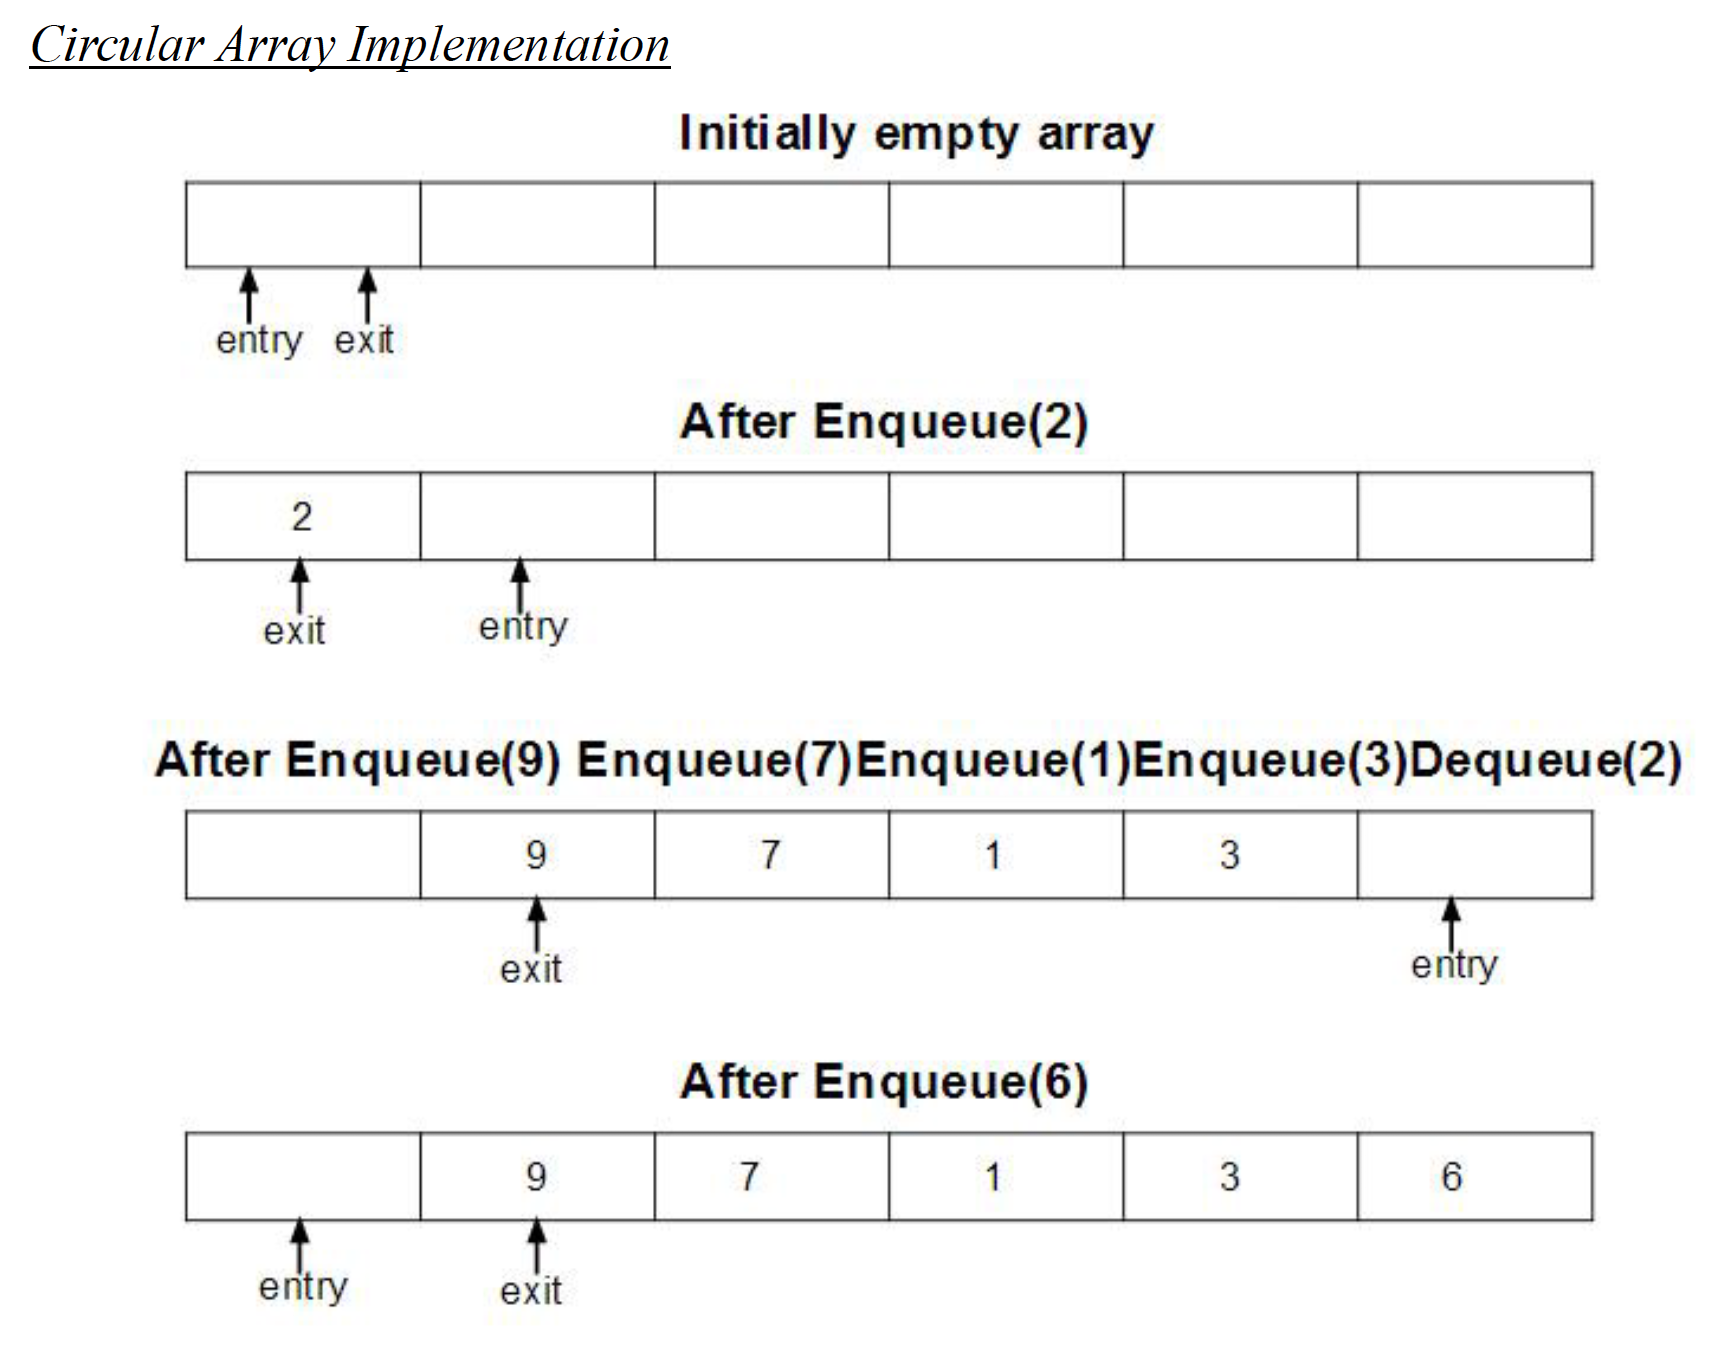 Circular Array Implementation
Initially empty array
entry exit
After Enqueue(2)
2
exit entry
After Enqueue(9) Enqueue(7)Enqueue(1)Enqueue(3)Dequeue(2)
9 7 1 3
exit entry
After Enqueue(6)
9 7 1 3 6
entry exit